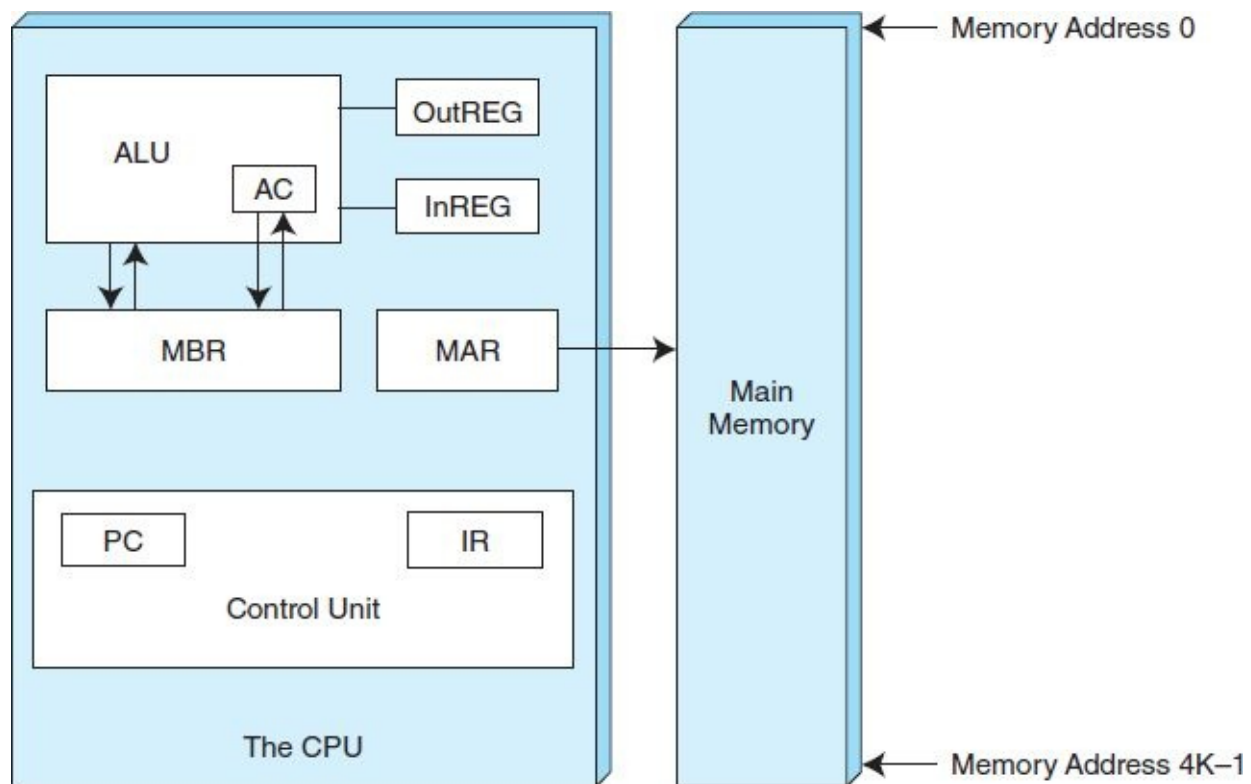 Memory Address 0
OutREG
ALU
AC
InREG
MBR
MAR
Main
Memory
PC
IR
Control Unit
The CPU
Memory Address 4K–1